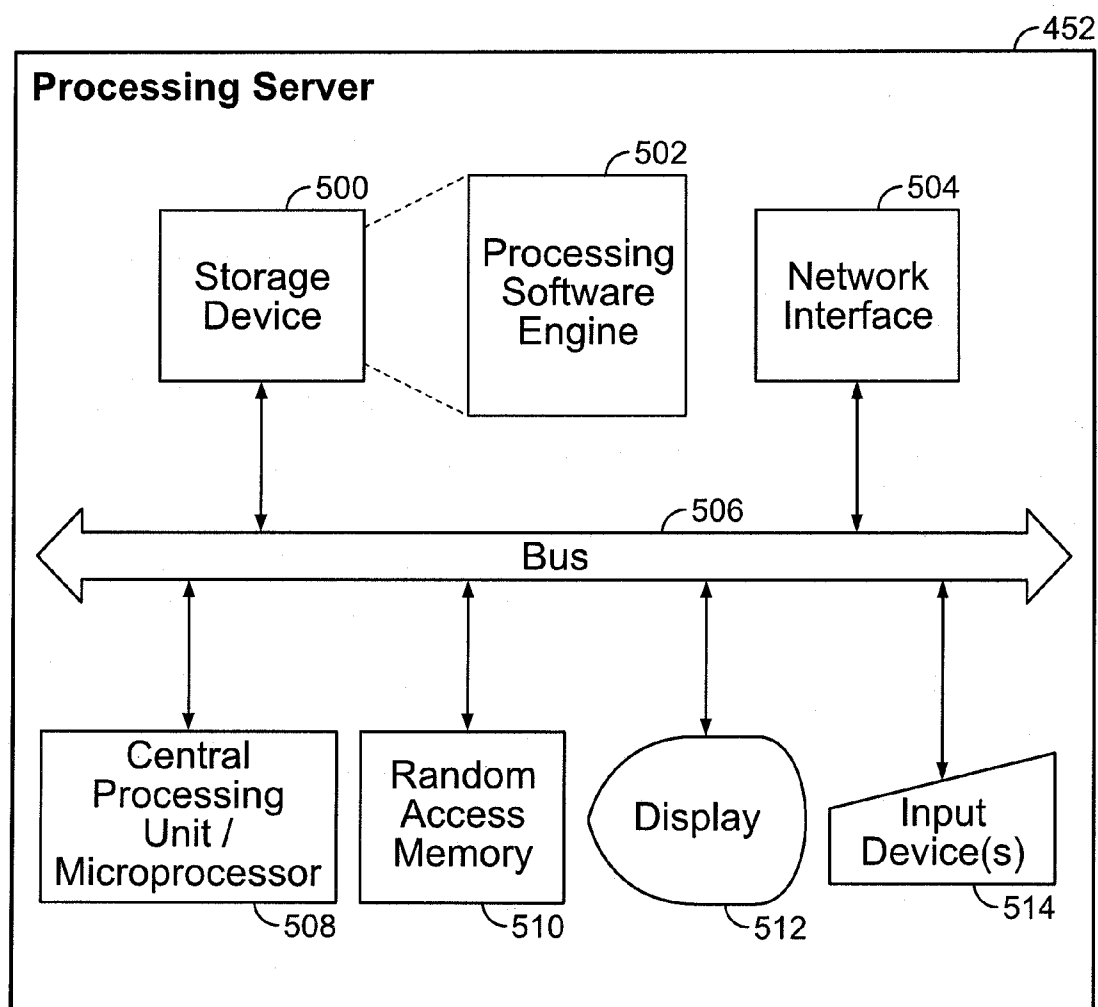 452
Processing Server
500
Storage
Device
502
Processing
Software
Engine
504
Network
Interface
506
Bus
Central
Processing
Unit /
Microprocessor
508
Random
Access
Memory
510
Display
512
Input
Device(s)
514